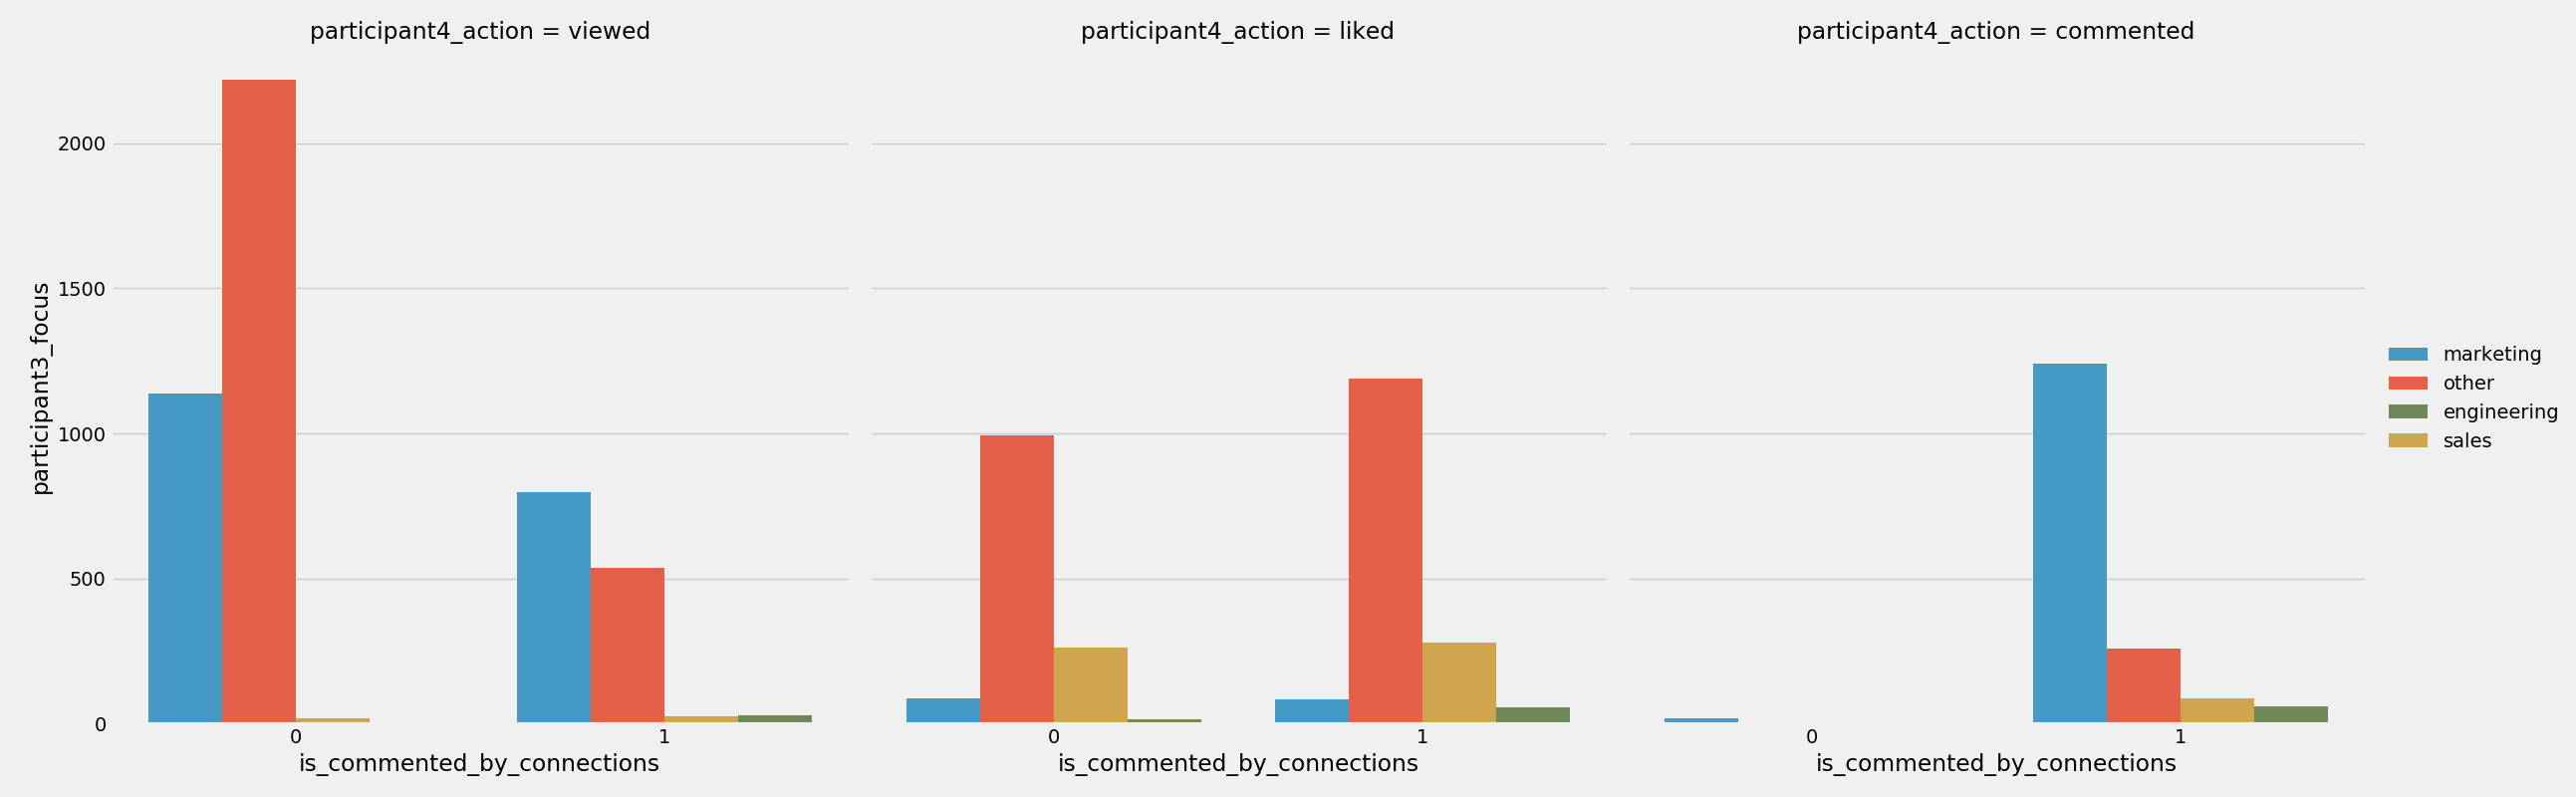 participant4_action = viewed
participant4_action = liked
participant4_action = commented
participant3_focus
2000
1500
1000
500
0
0 1
is_commented_by_connections
0 1
is_commented_by_connections
0 1
is_commented_by_connections
marketing
other
engineering
sales